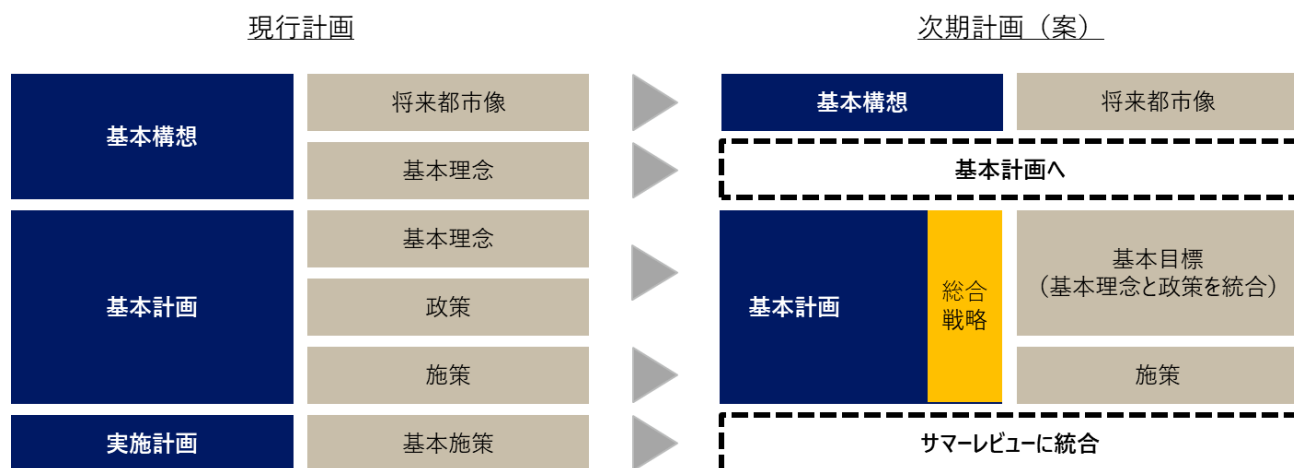 現行計画
次期計画（案）
基本構想
将来都市像
基本理念
基本計画
基本理念
政策
施策
実施計画
基本施策
基本構想
将来都市像
基本計画へ
基本計画
総合
戦略
基本目標
（基本理念と政策を統合）
施策
サマーレビューに統合